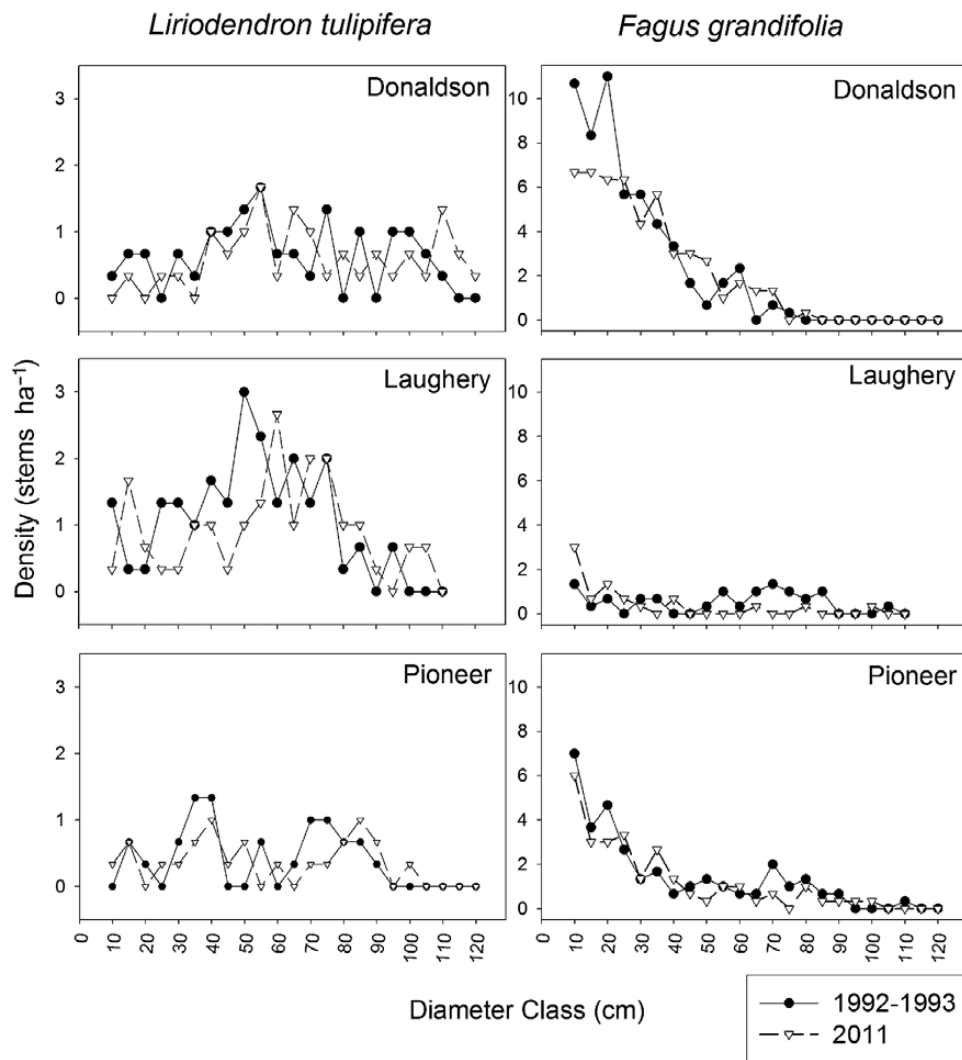 Liriodendron tulipifera
Fagus grandifolia
Donaldson
3
2
1
0
Donaldson
10
8
6
4
2
0
Laughery
3
2
1
0
Laughery
10
8
6
4
2
0
Pioneer
3
2
1
0
Pioneer
10
8
6
4
2
0
Density (stems ha⁻¹)
0 10 20 30 40 50 60 70 80 90 100 110 120
0 10 20 30 40 50 60 70 80 90 100 110 120
Diameter Class (cm)
1992-1993
2011